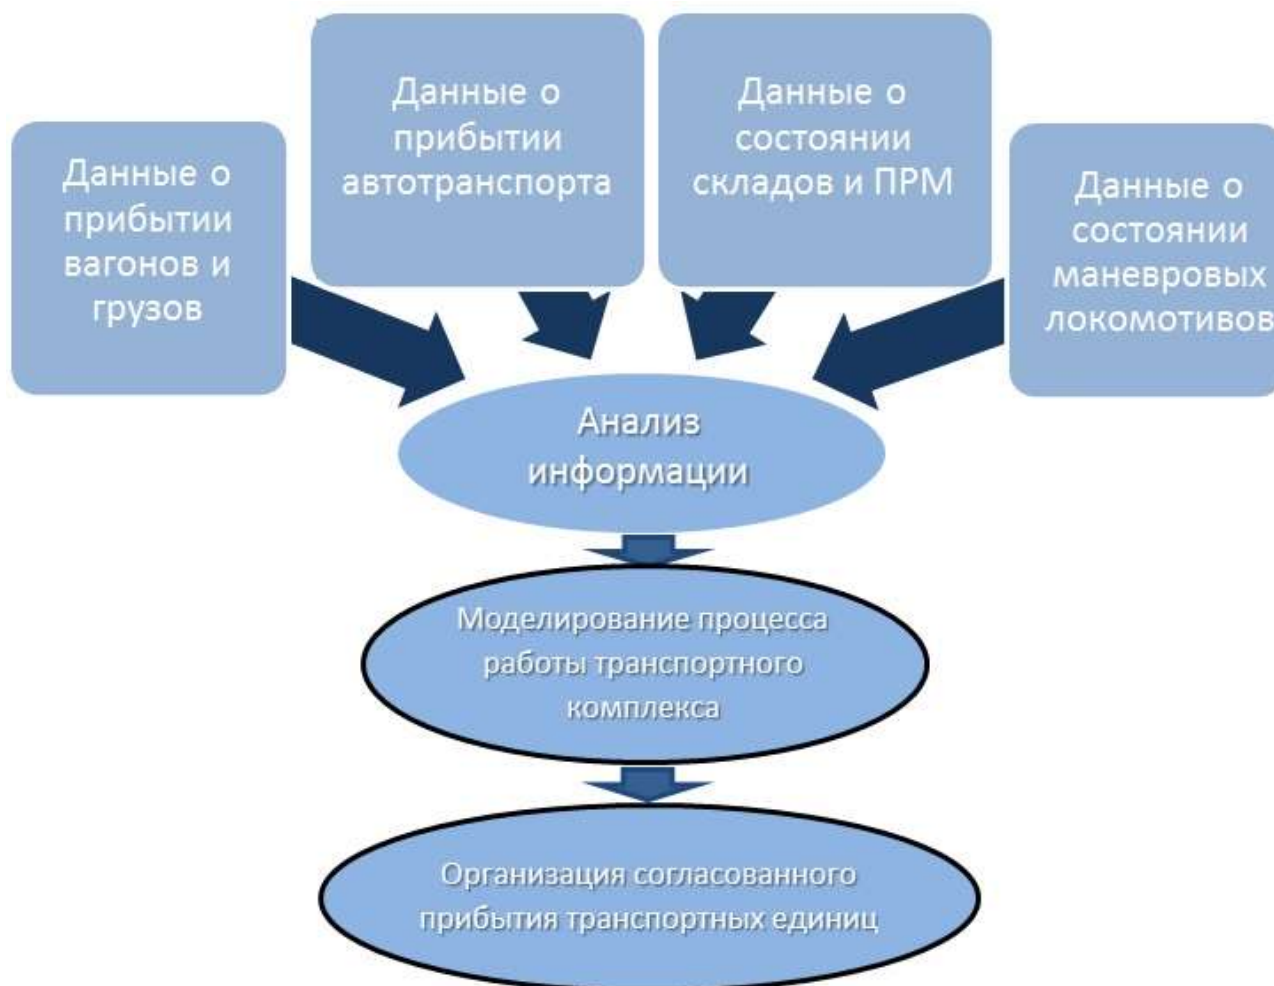 Данные о
прибытии
вагонов и
грузов
Данные о
прибытии
автотранспорта
Данные о
состоянии
складов и ПРМ
Данные о
состоянии
маневровых
локомотивов
Анализ
информации
Моделирование процесса
работы транспортного
комплекса
Организация согласованного
прибытия транспортных единиц